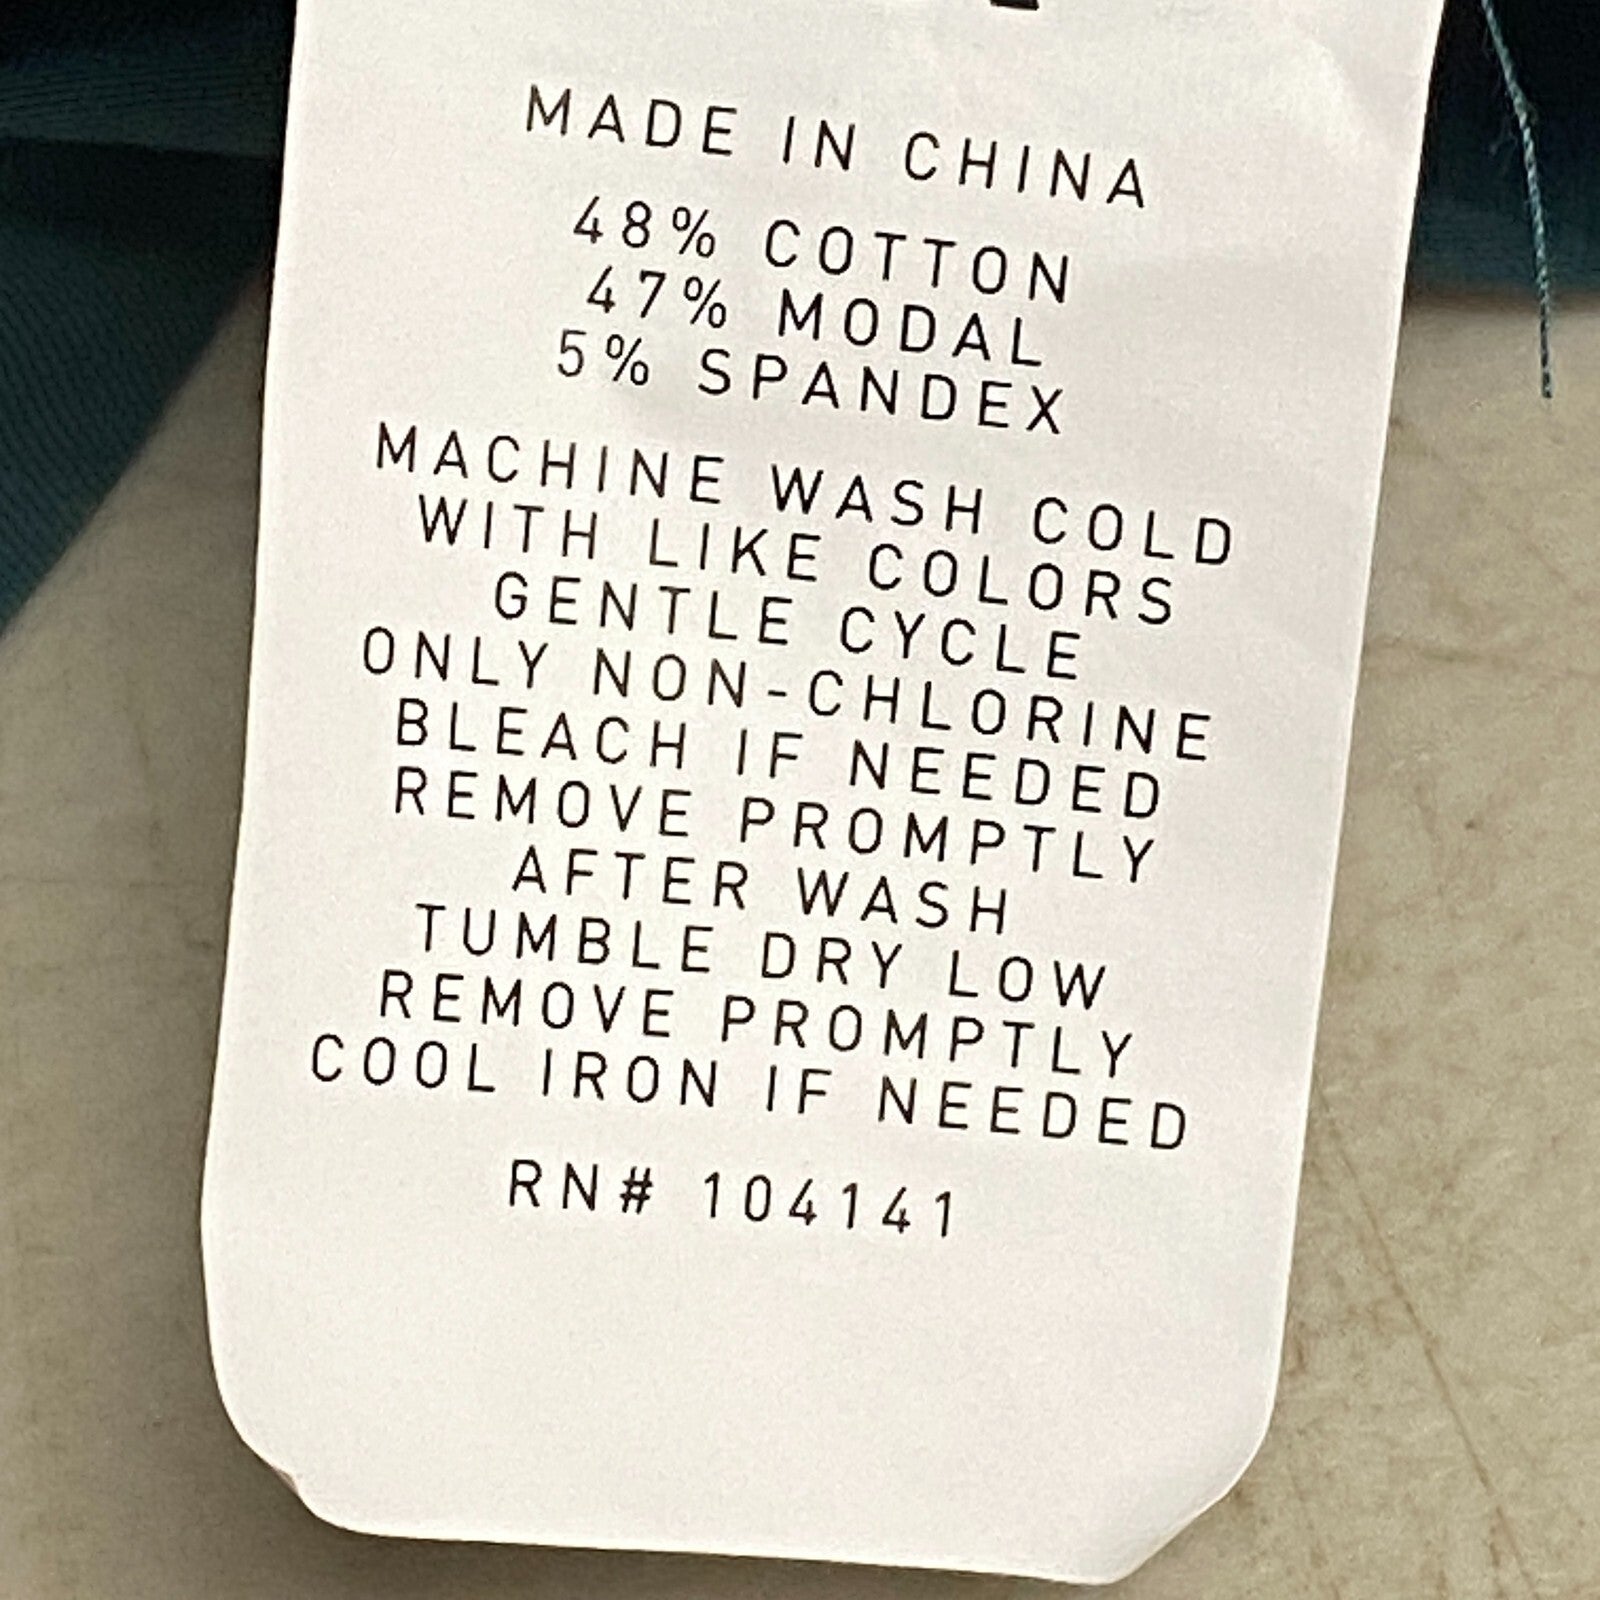 MADE IN CHINA
48% COTTON
47% MODAL
5% SPANDEX
MACHINE WASH COLD
WITH LIKE COLORS
GENTLE CYCLE
ONLY NON-CHLORINE
BLEACH IF NEEDED
REMOVE PROMPTLY
AFTER WASH
TUMBLE DRY LOW
REMOVE PROMPTLY
COOL IRON IF NEEDED
RN# 104141